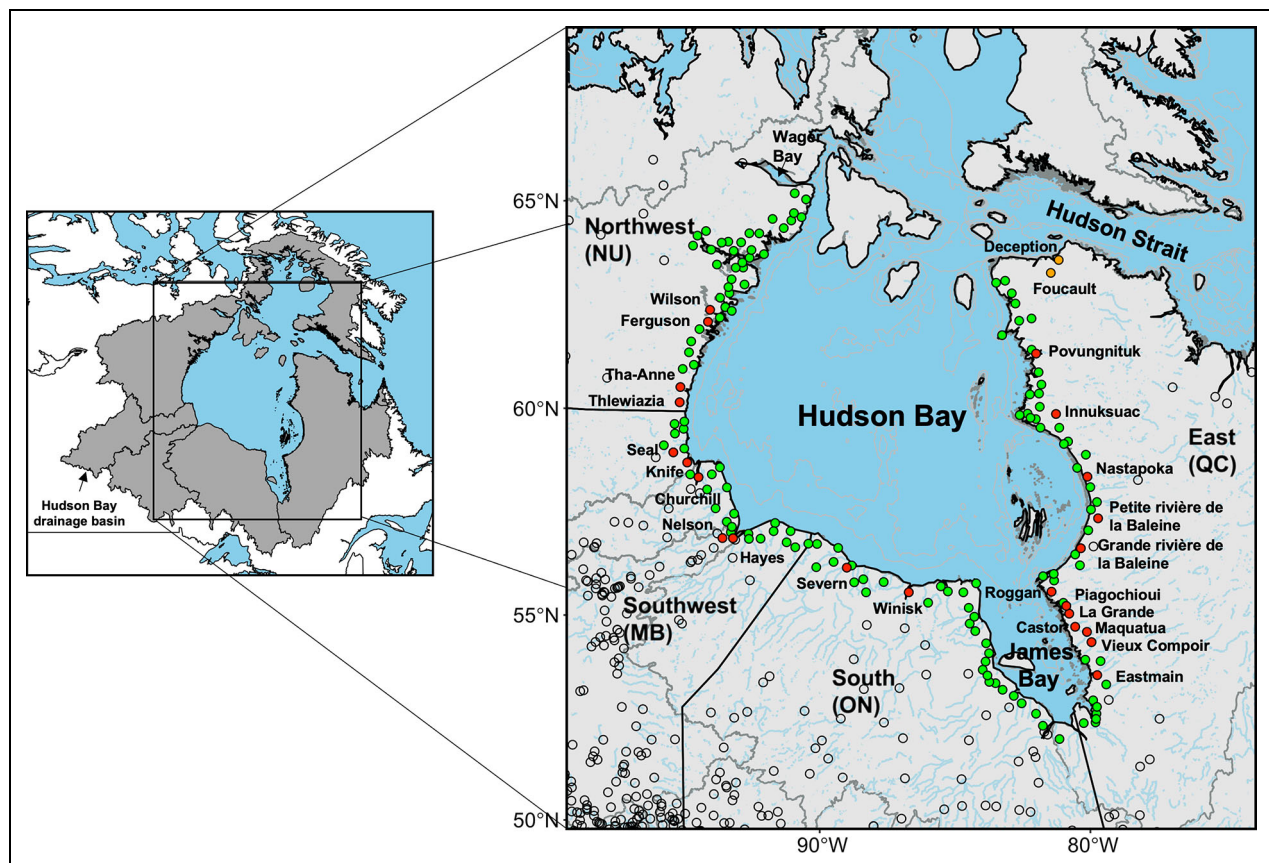 Hudson Bay
drainage basin
65°N
60°N
55°N
50°N
90°W
80°W
Wager
Bay
Northwest
(NU)
Hudson Strait
Deception
Foucault
Wilson
Ferguson
Povungnituk
Tha-Anne
Thlewiazia
Hudson Bay
Innuksuac
East
(QC)
Seal
Knife
Nastapoka
Churchill
Petite rivière de
la Baleine
Nelson
Grande rivière de
la Baleine
Hayes
Severn
Winisk
Roggan
Piagochioui
La Grande
Caston
Maquatua
Vieux Compoir
Southwest
(MB)
James
Bay
Eastmain
South
(ON)